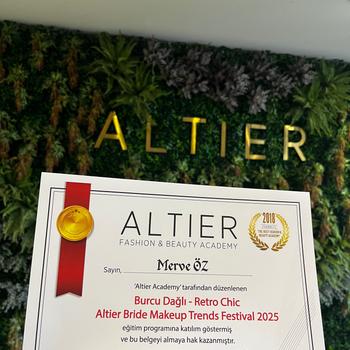 ALTIER
ALTIER
FASHION & BEAUTY ACADEMY
2018
Sayın, Merve ÖZ
'Altier Academy' tarafından düzenlenen
Burcu Dağlı - Retro Chic
Altier Bride Makeup Trends Festival 2025
eğitim programına katılım göstermiş
ve bu belgeyi almaya hak kazanmıştır.